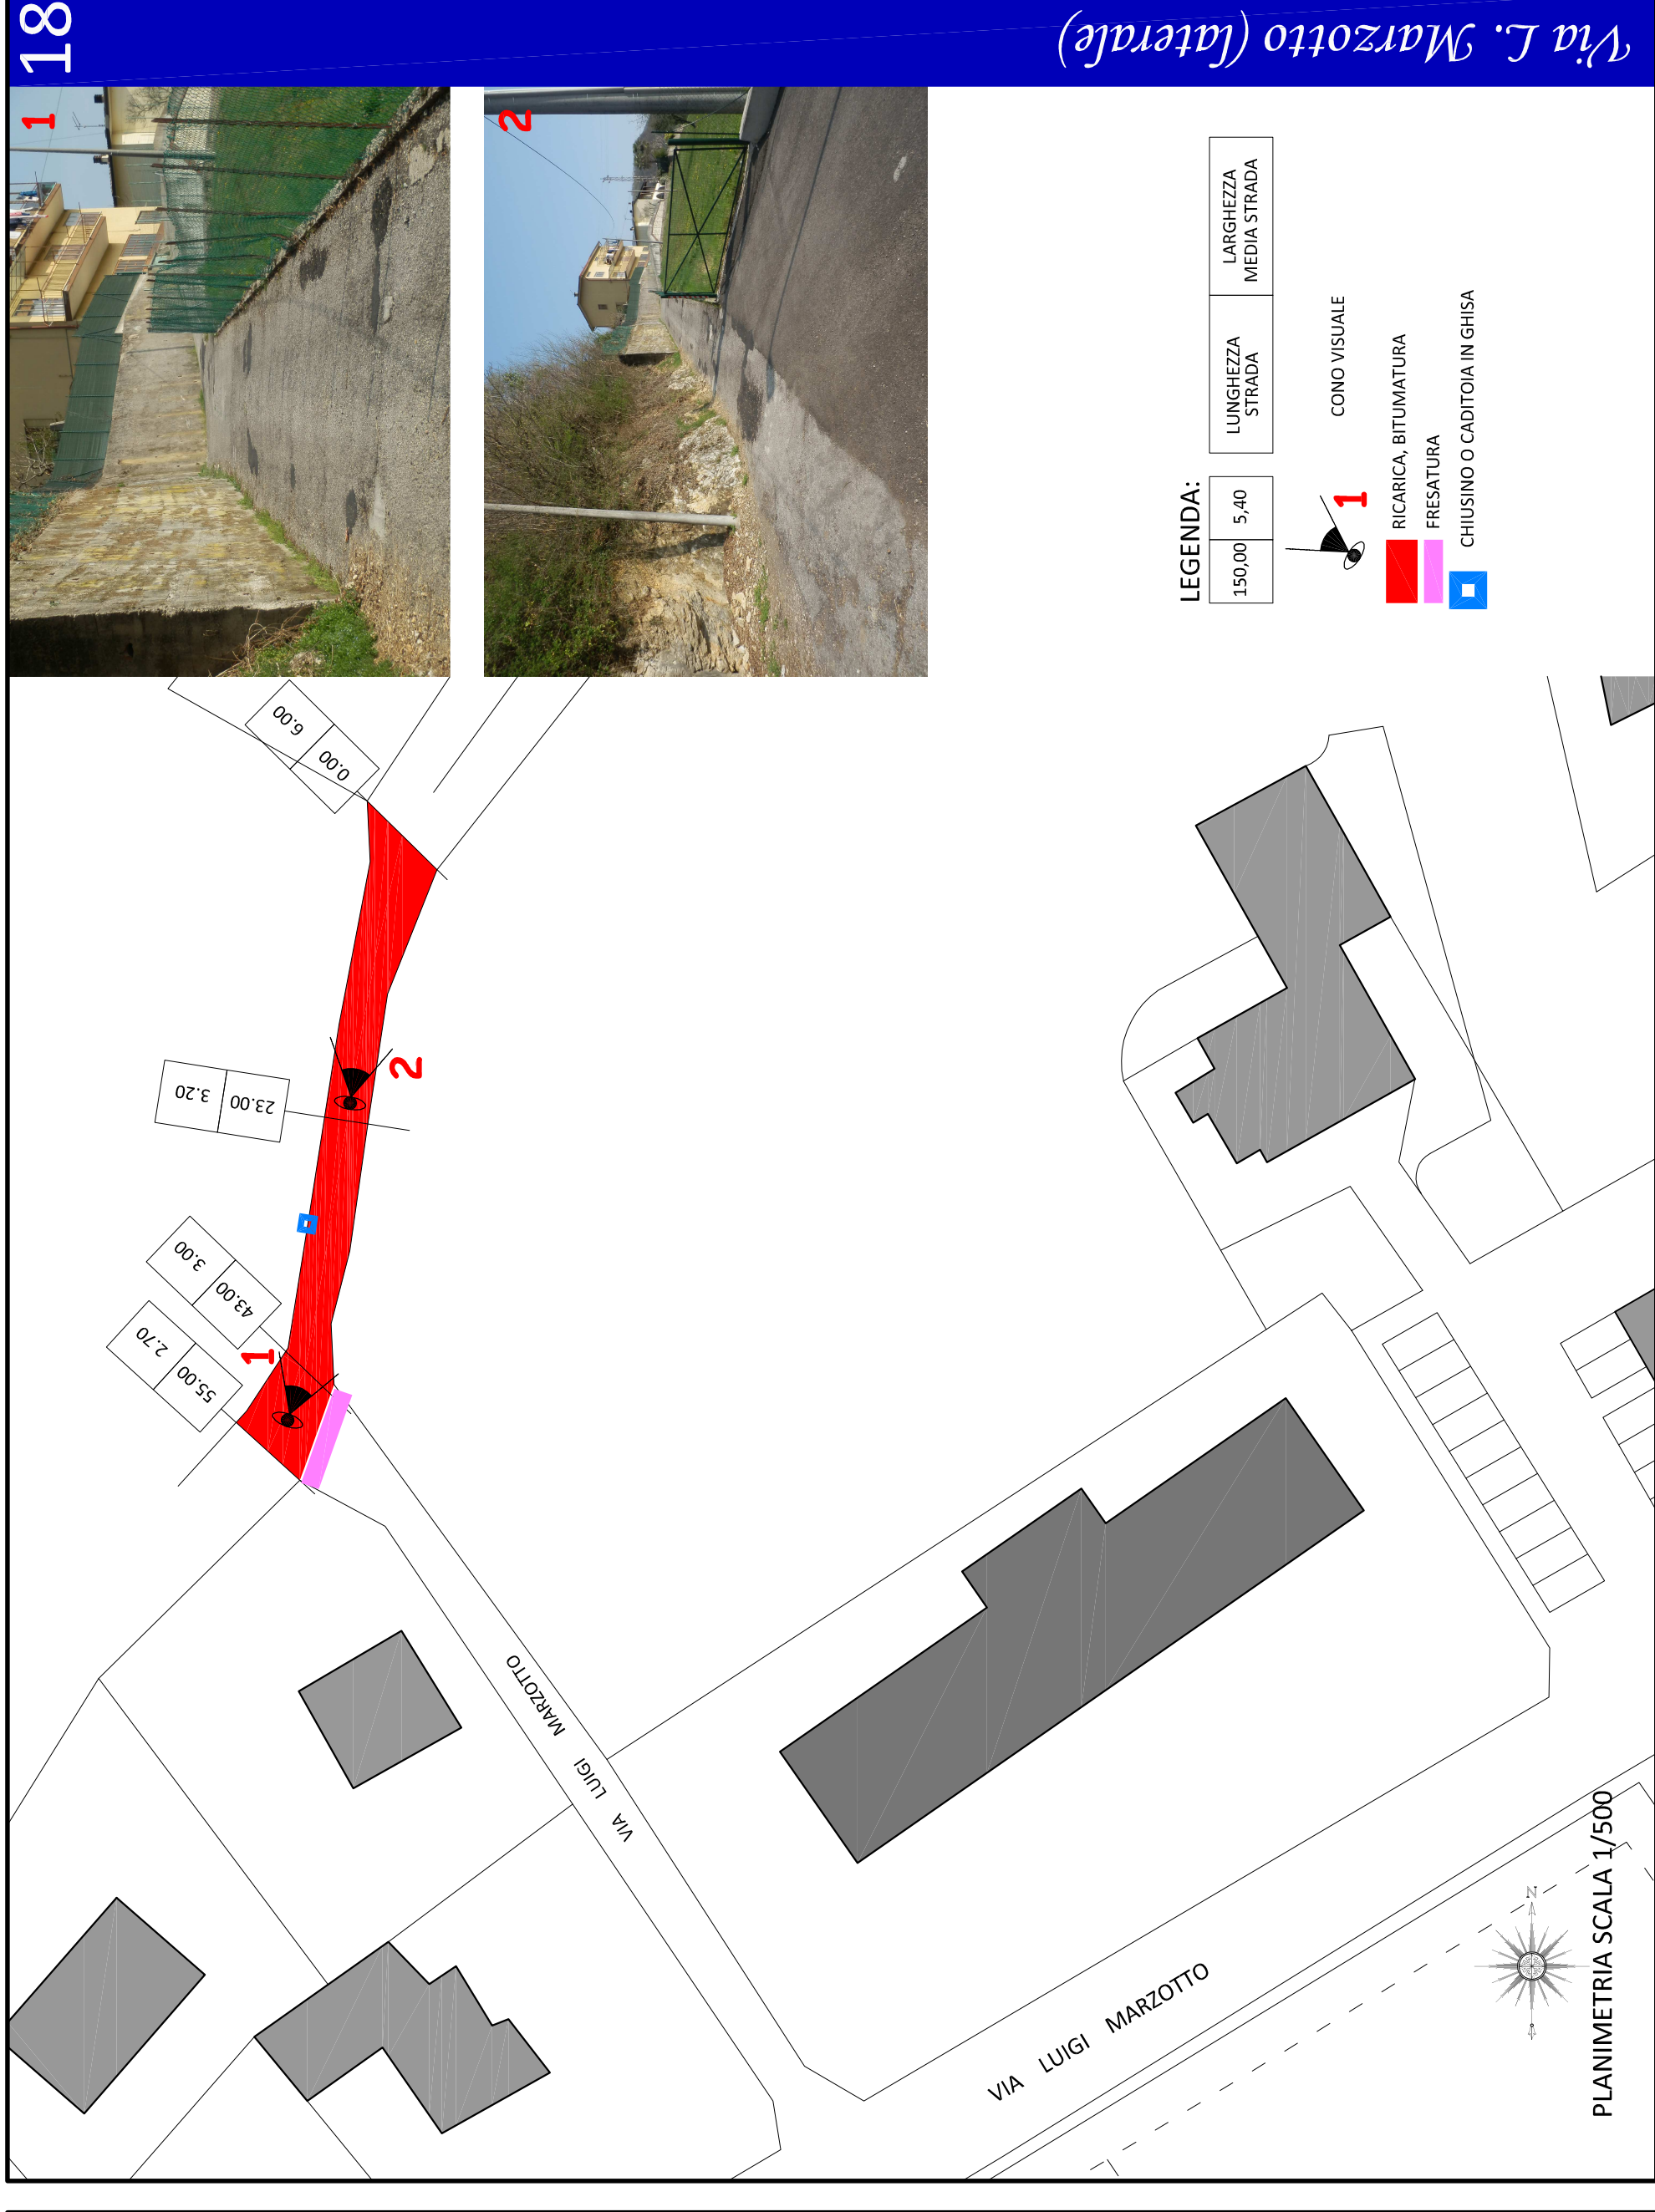 18
Via L. Marzotto (laterale)
1
2
6.00
0.00
3.20
23.00
3.00
43.00
2.70
55.00
1
2
VIA LUIGI MARZOTTO
VIA LUIGI MARZOTTO
LEGENDA:
150,00 5,40
LUNGHEZZA
STRADA
LARGHEZZA
MEDIA STRADA
1
CONO VISUALE
RICARICA, BITUMATURA
FRESATURA
CHIUSINO O CADITOIA IN GHISA
N
PLANIMETRIA SCALA 1/500